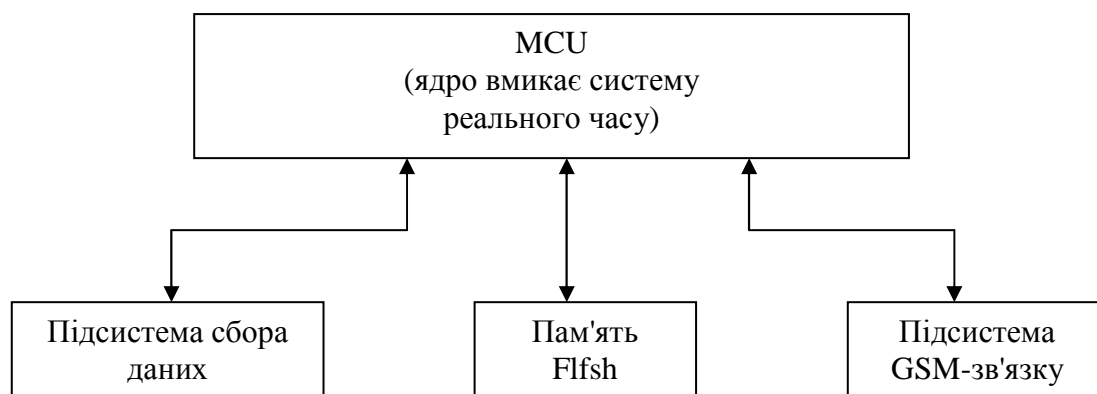 MCU
(ядро вмикає систему
реального часу)
Підсистема сбора
даних
Пам'ять
Flfsh
Підсистема
GSM-зв'язку